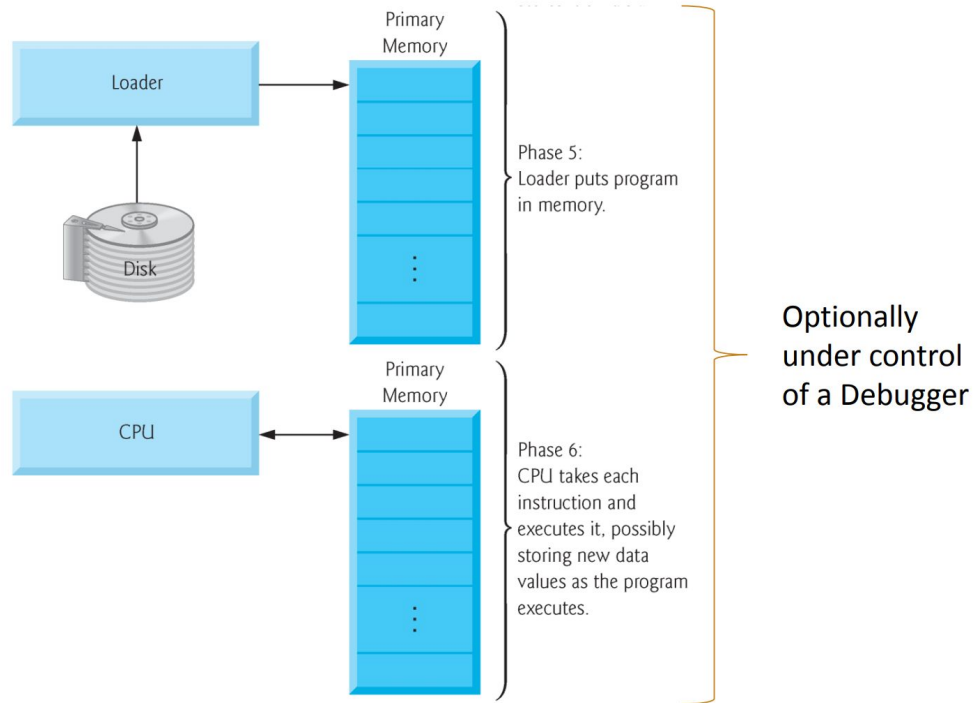 Primary
Memory
Loader
Disk
Phase 5:
Loader puts program
in memory.
Primary
Memory
CPU
Phase 6:
CPU takes each
instruction and
executes it, possibly
storing new data
values as the program
executes.
Optionally
under control
of a Debugger